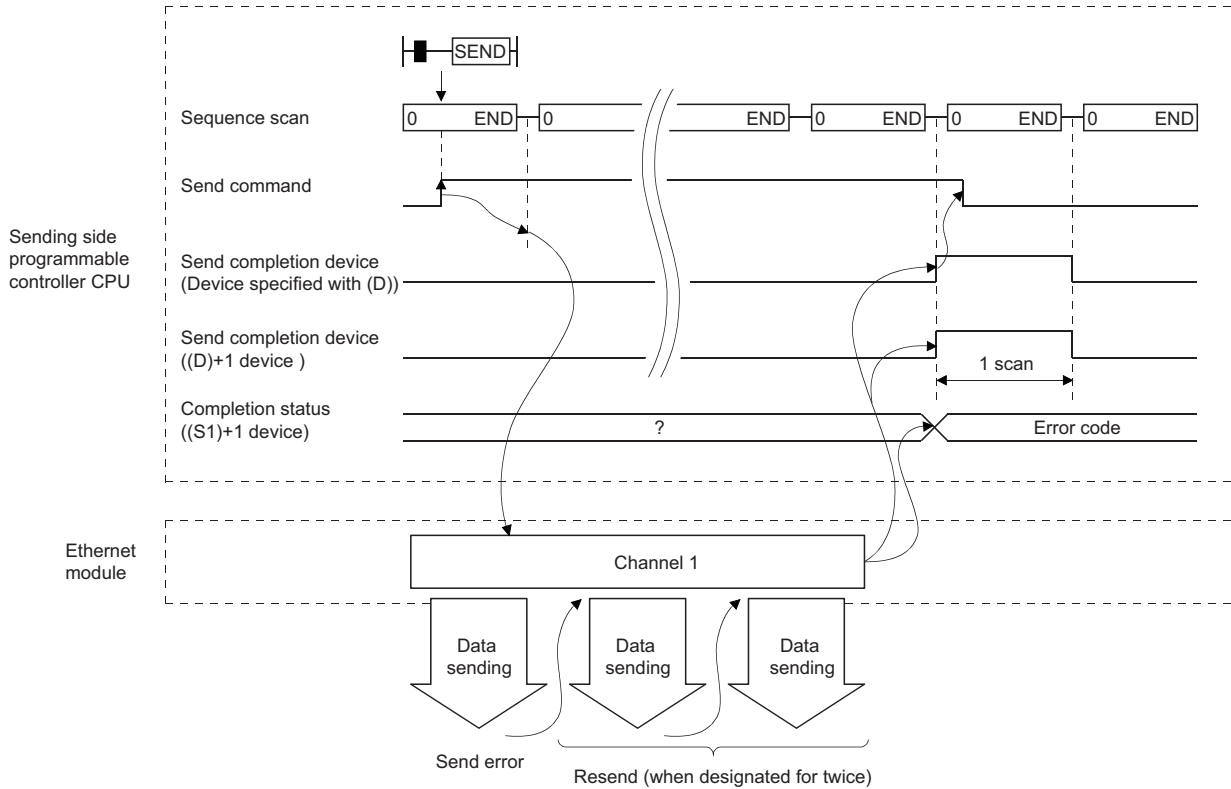 SEND
Sequence scan
0 END 0 END 0 END 0 END 0 END
Send command
Sending side
programmable
controller CPU
Send completion device
(Device specified with (D))
Send completion device
((D)+1 device )
1 scan
Completion status
((S1)+1 device)
?
Error code
Ethernet
module
Channel 1
Data
sending
Data
sending
Data
sending
Send error
Resend (when designated for twice)